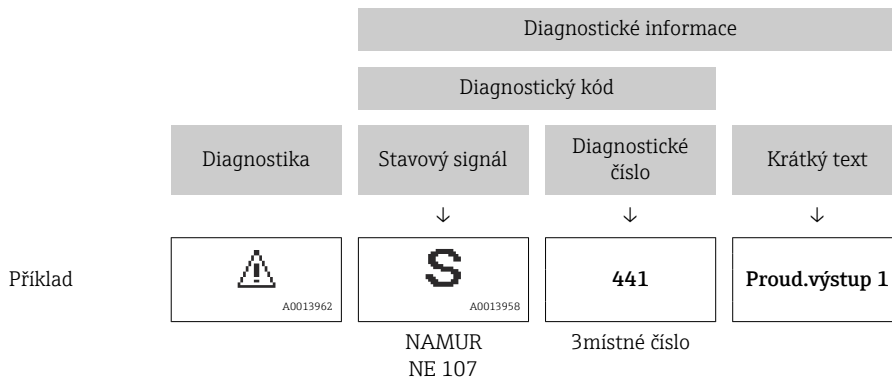 Diagnostické informace
Diagnostický kód
Diagnostika
Stavový signál
Diagnostické
číslo
Krátký text
Příklad
A0013962
S
A0013958
441
Proud.výstup 1
NAMUR
NE 107
3místné číslo